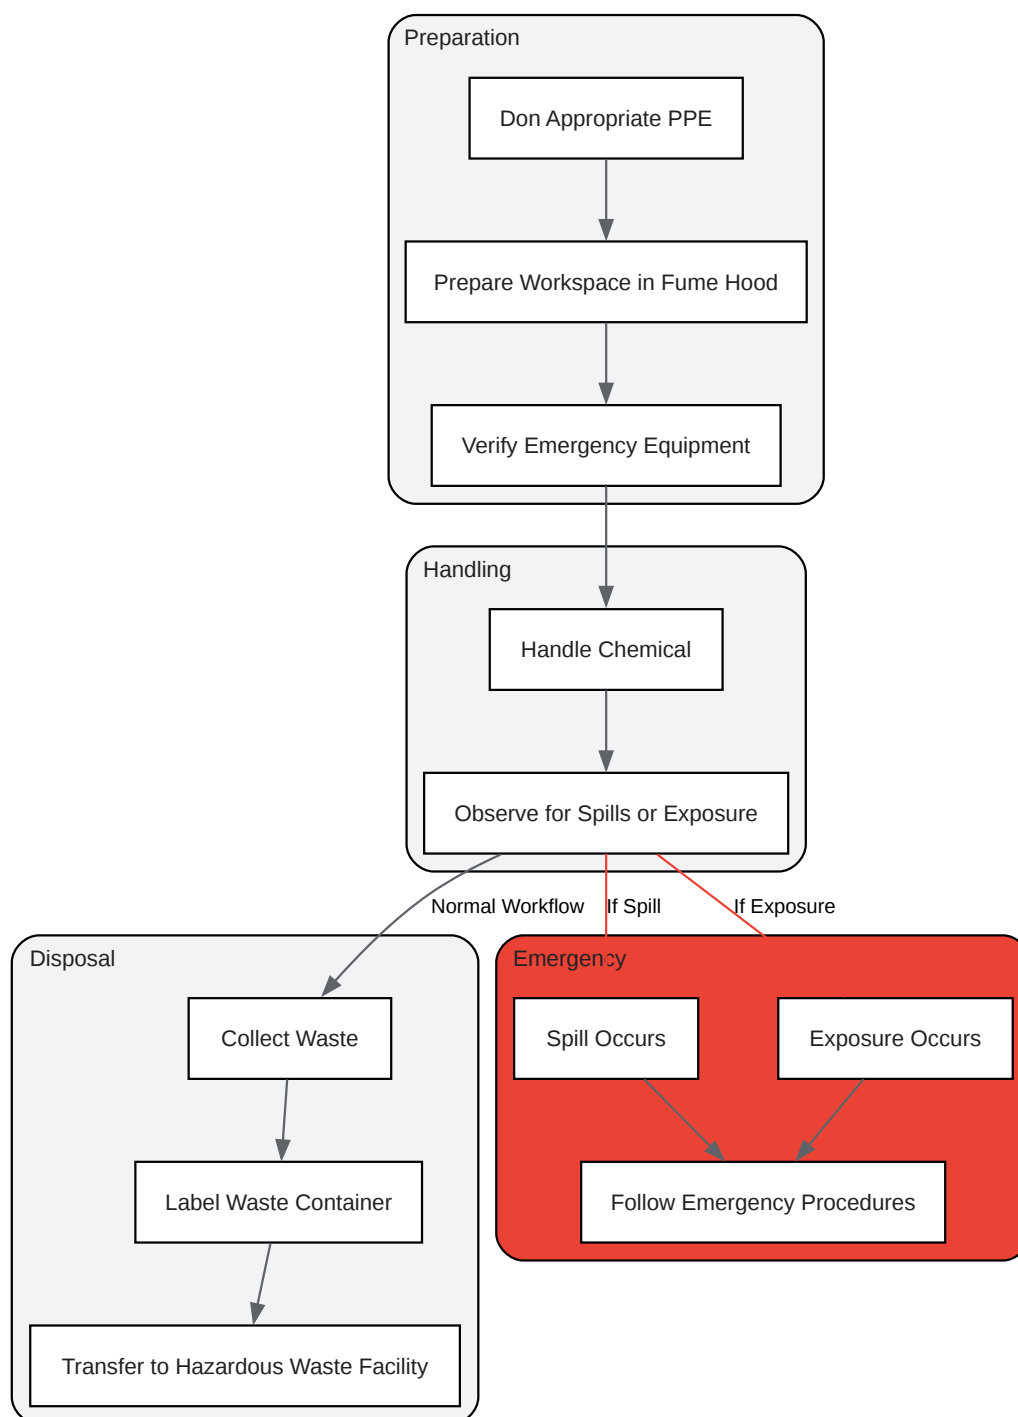 Preparation
Don Appropriate PPE
Prepare Workspace in Fume Hood
Verify Emergency Equipment
Handling
Handle Chemical
Observe for Spills or Exposure
Normal Workflow
If Spill
If Exposure
Disposal
Collect Waste
Label Waste Container
Transfer to Hazardous Waste Facility
Emergency
Spill Occurs
Exposure Occurs
Follow Emergency Procedures